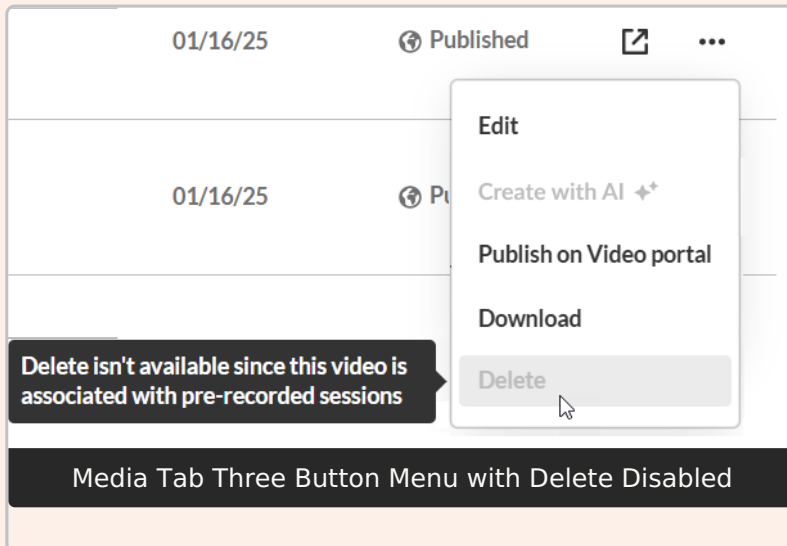 01/16/25 Published
Edit
Create with AI
01/16/25
Publish on Video portal
Download
Delete isn't available since this video is
associated with pre-recorded sessions
Delete
Media Tab Three Button Menu with Delete Disabled